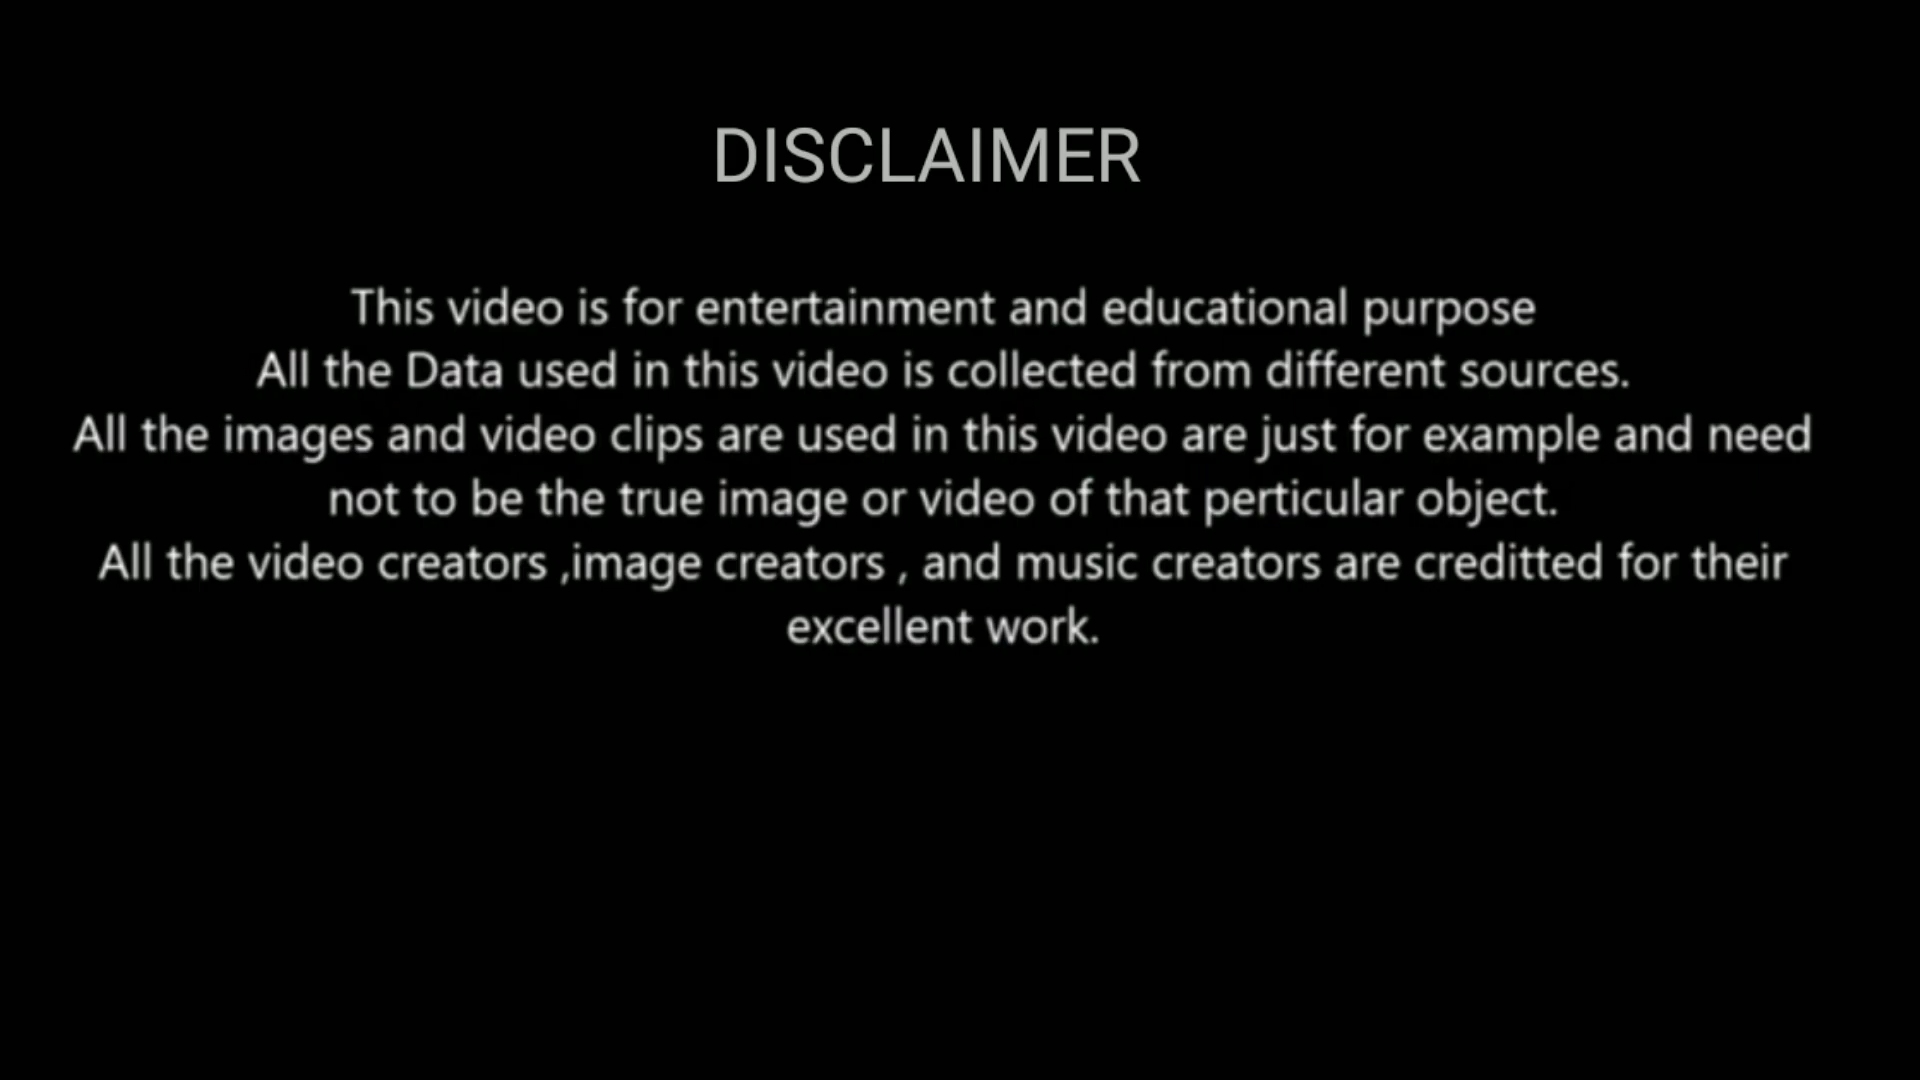 DISCLAIMER
This video is for entertainment and educational purpose
All the Data used in this video is collected from different sources.
All the images and video clips are used in this video are just for example and need
not to be the true image or video of that perticular object.
All the video creators ,image creators , and music creators are creditted for their
excellent work.